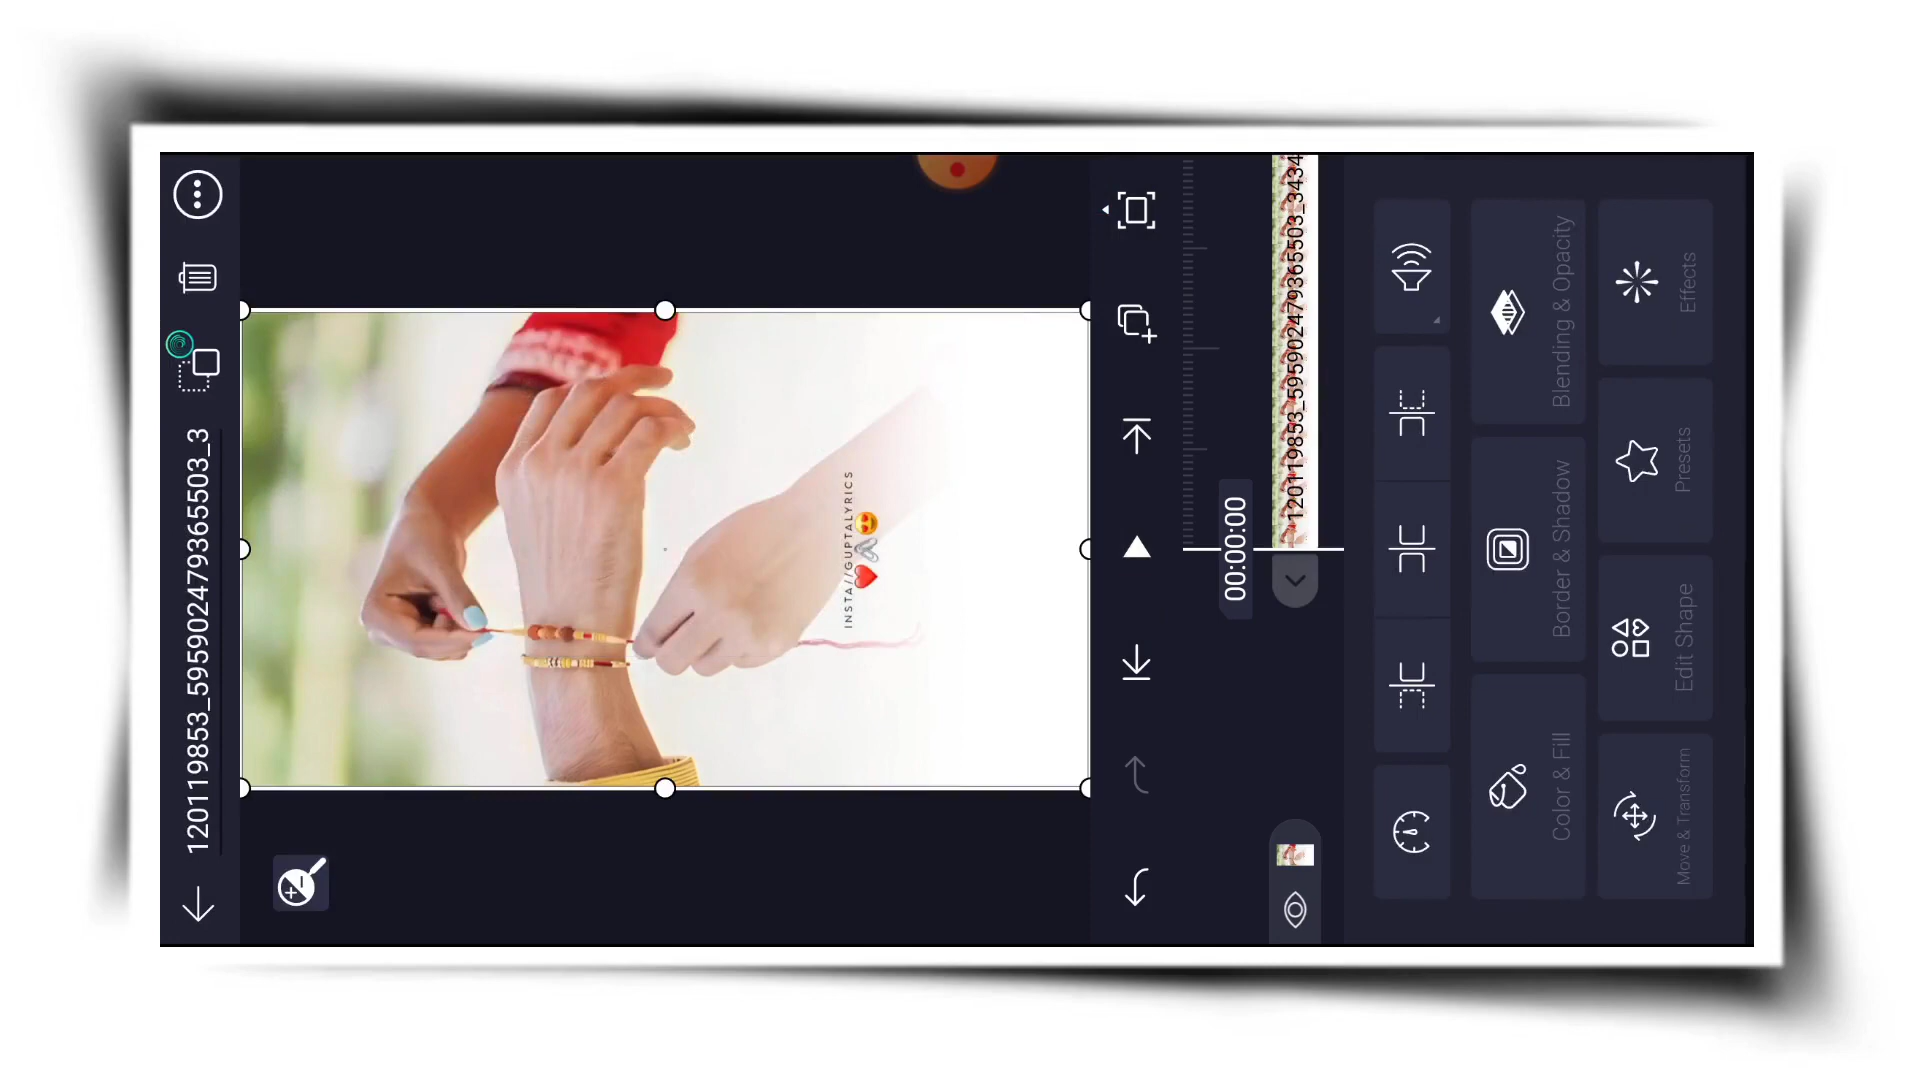 120119853_595902479365503_3
INSTA//GUPTALYRICS
00:00:00
120119853_595902479365503_3434
Blending & Opacity
Border & Shadow
Color & Fill
Effects
Presets
Edit Shape
Move & Transform